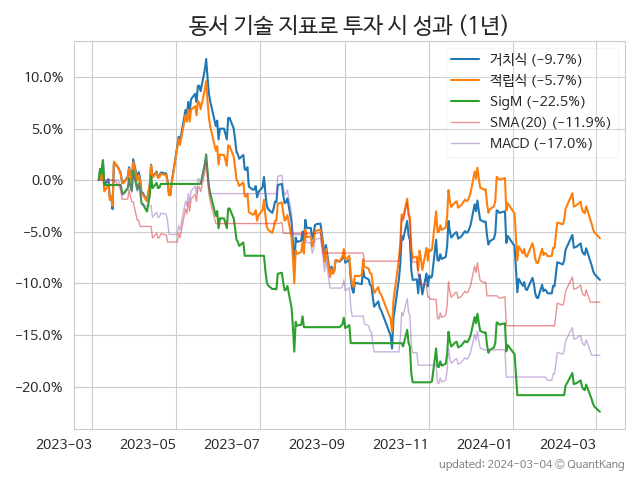 동서 기술 지표로 투자 시 성과 (1년)
거치식 (−9.7%)
적립식 (−5.7%)
SigM (−22.5%)
SMA(20) (−11.9%)
MACD (−17.0%)
10.0%
5.0%
0.0%
−5.0%
−10.0%
−15.0%
−20.0%
2023-03 2023-05 2023-07 2023-09 2023-11 2024-01 2024-03
updated: 2024-03-04 © QuantKang